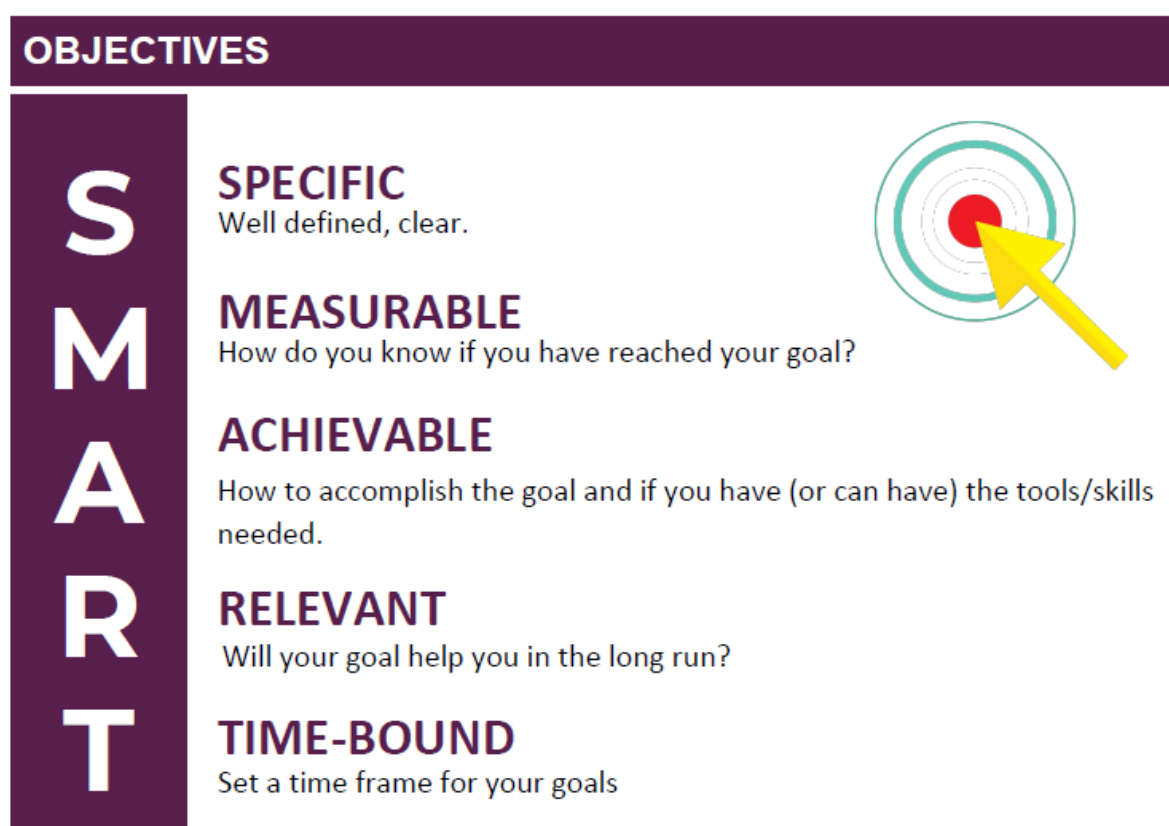 OBJECTIVES
S
SPECIFIC
Well defined, clear.
M
MEASURABLE
How do you know if you have reached your goal?
A
ACHIEVABLE
How to accomplish the goal and if you have (or can have) the tools/skills
needed.
R
RELEVANT
Will your goal help you in the long run?
T
TIME-BOUND
Set a time frame for your goals